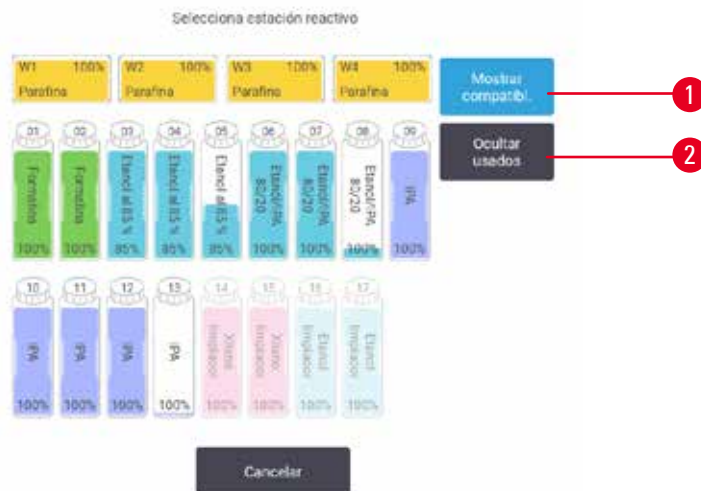 Selecciona estación reactivo
W1 100%
Parafina
W2 100%
Parafina
W3 100%
Parafina
W4 100%
Parafina
Mostrar
compatibl.
1
Ocultar
usados
2
01
Formalina
100%
02
Formalina
100%
03
Etanol al 85 %
85%
04
Etanol al 85 %
85%
05
Etanol al 85 %
85%
06
Etanol/IPA
80/20
100%
07
Etanol/IPA
80/20
100%
08
Etanol/IPA
80/20
100%
09
IPA
100%
10
IPA
100%
11
IPA
100%
12
IPA
100%
13
IPA
100%
14
Xileno
limpiador
100%
15
Xileno
limpiador
100%
16
Etanol
limpiador
100%
17
Etanol
limpiador
100%
Cancelar